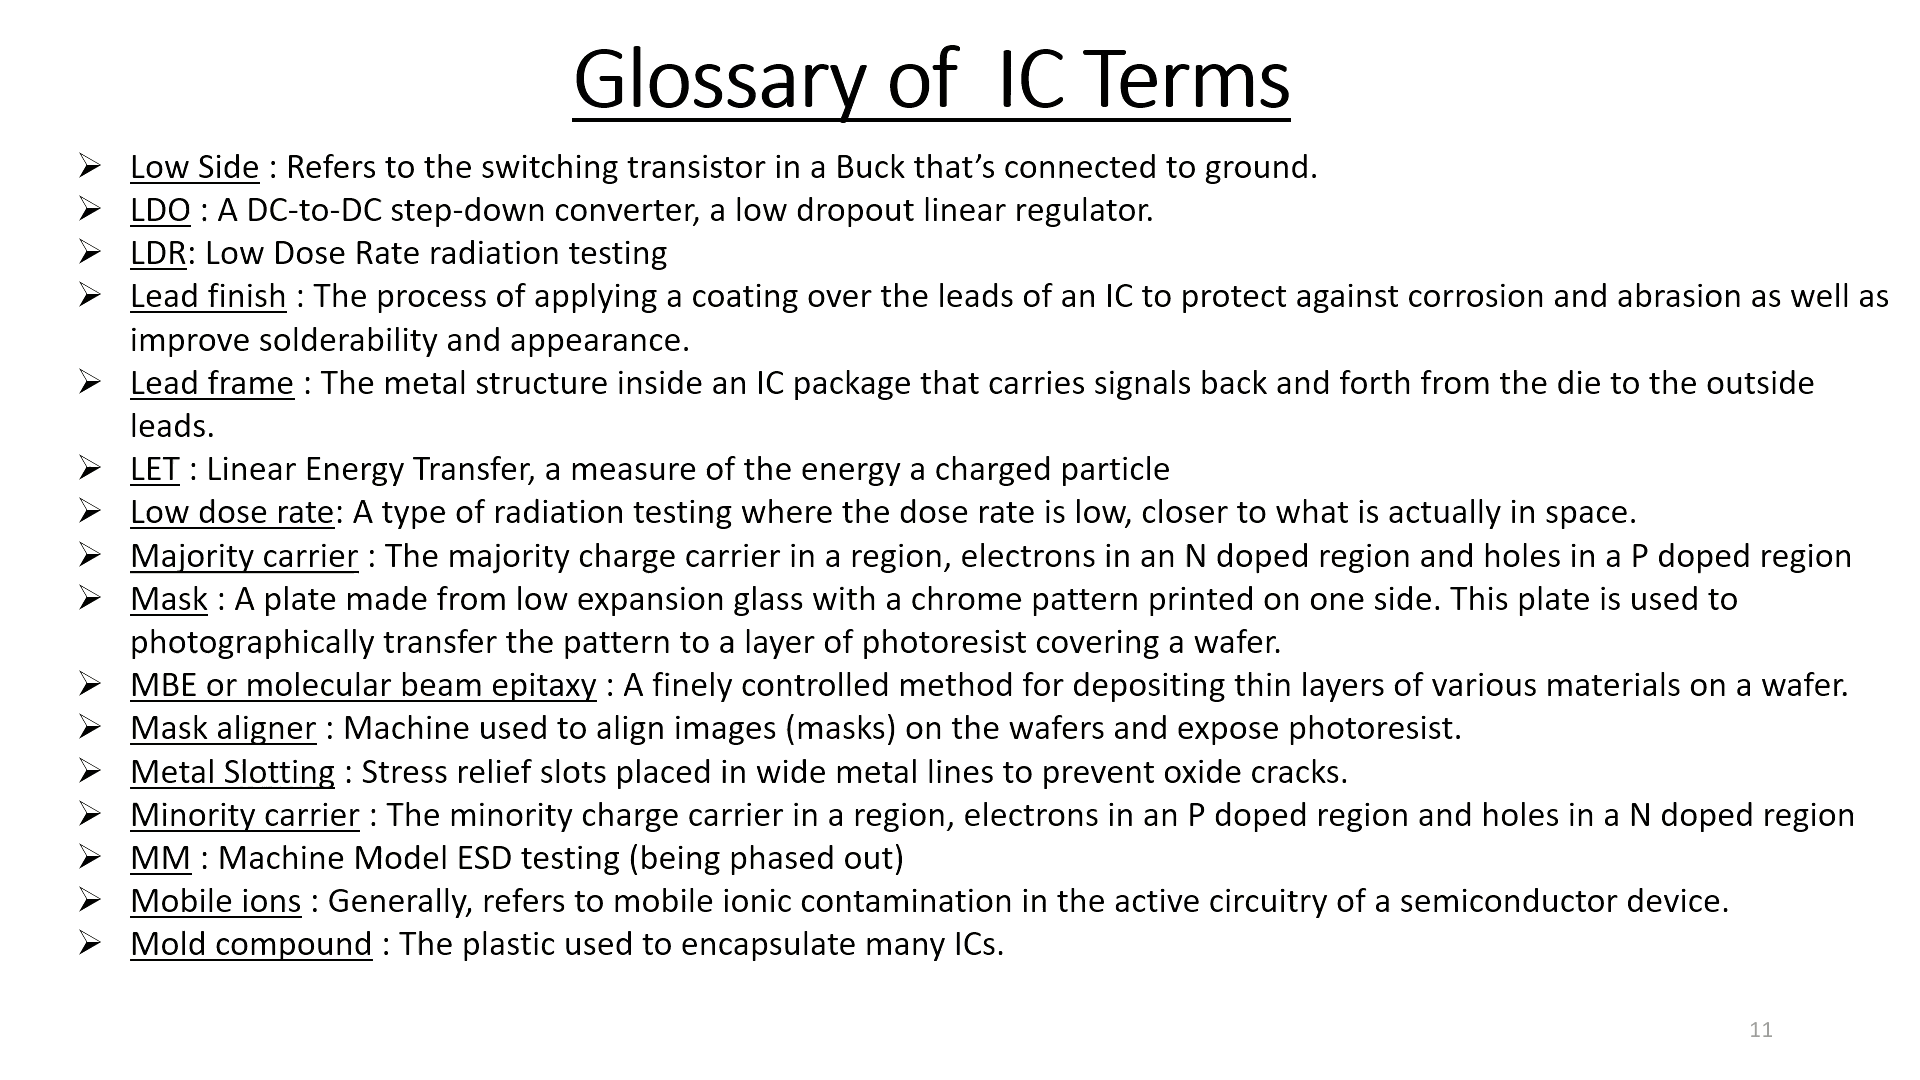 Glossary of  IC Terms
➢ Low Side : Refers to the switching transistor in a Buck that’s connected to ground.
➢ LDO : A DC-to-DC step-down converter, a low dropout linear regulator.
➢ LDR: Low Dose Rate radiation testing
➢ Lead finish : The process of applying a coating over the leads of an IC to protect against corrosion and abrasion as well as
improve solderability and appearance.
➢ Lead frame : The metal structure inside an IC package that carries signals back and forth from the die to the outside
leads.
➢ LET : Linear Energy Transfer, a measure of the energy a charged particle
➢ Low dose rate: A type of radiation testing where the dose rate is low, closer to what is actually in space.
➢ Majority carrier : The majority charge carrier in a region, electrons in an N doped region and holes in a P doped region
➢ Mask : A plate made from low expansion glass with a chrome pattern printed on one side. This plate is used to
photographically transfer the pattern to a layer of photoresist covering a wafer.
➢ MBE or molecular beam epitaxy : A finely controlled method for depositing thin layers of various materials on a wafer.
➢ Mask aligner : Machine used to align images (masks) on the wafers and expose photoresist.
➢ Metal Slotting : Stress relief slots placed in wide metal lines to prevent oxide cracks.
➢ Minority carrier : The minority charge carrier in a region, electrons in an P doped region and holes in a N doped region
➢ MM : Machine Model ESD testing (being phased out)
➢ Mobile ions : Generally, refers to mobile ionic contamination in the active circuitry of a semiconductor device.
➢ Mold compound : The plastic used to encapsulate many ICs.
11